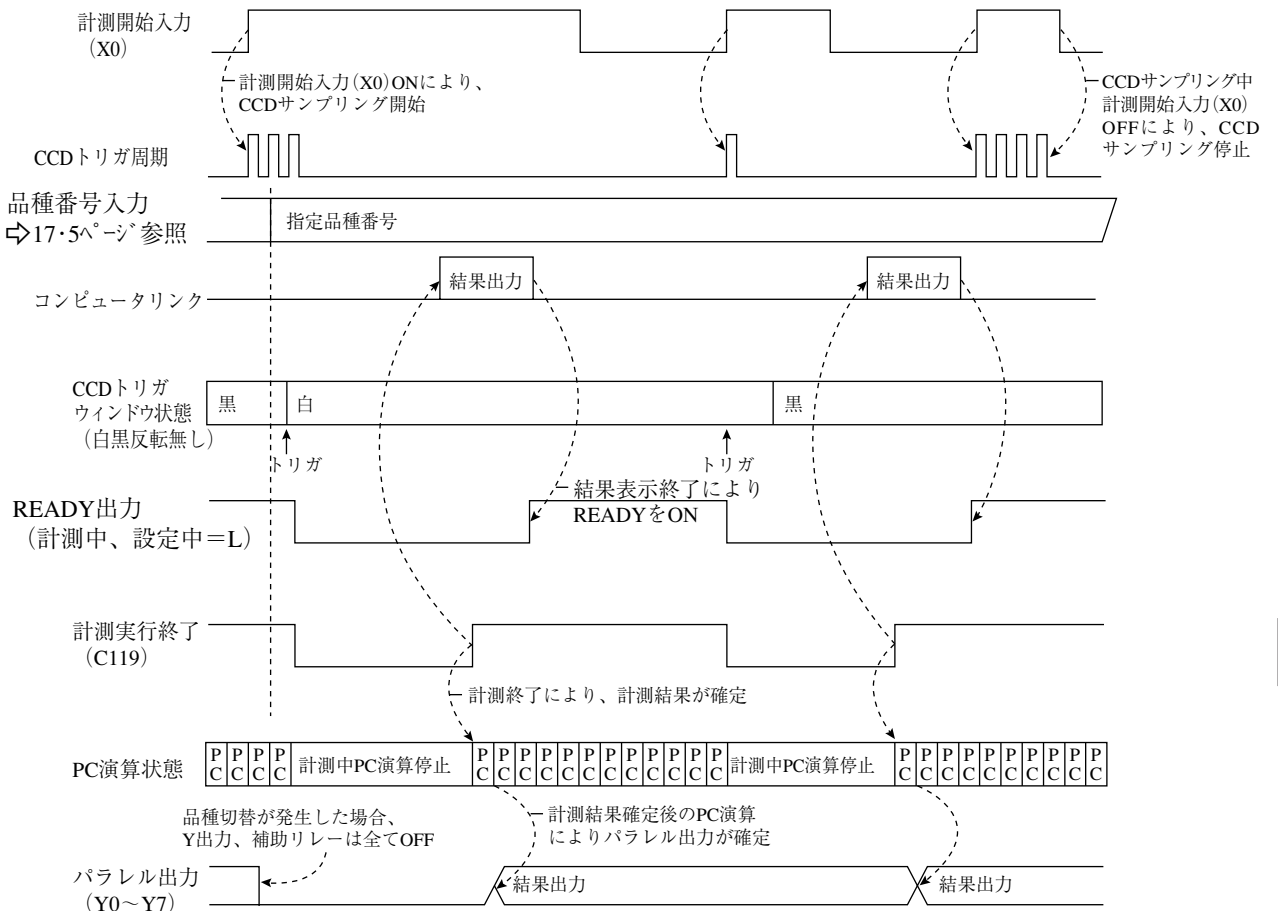 計測開始入力
（X0）
計測開始入力(X0)ONにより、
CCDサンプリング開始
CCDサンプリング中
計測開始入力(X0)
OFFにより、CCD
サンプリング停止
CCDトリガ周期
品種番号入力
⇨17･5ページ参照
指定品種番号
コンピュータリンク
結果出力
結果出力
CCDトリガ
ウィンドウ状態
（白黒反転無し）
黒
白
黒
トリガ
トリガ
READY出力
（計測中、設定中＝L）
結果表示終了により
READYをON
計測実行終了
（C119）
計測終了により、計測結果が確定
PC演算状態
PC PC PC PC 計測中PC演算停止 PC PC PC PC PC PC PC PC PC PC PC 計測中PC演算停止 PC PC PC PC PC PC PC PC PC
品種切替が発生した場合、
Y出力、補助リレーは全てOFF
計測結果確定後のPC演算
によりパラレル出力が確定
パラレル出力
（Y0～Y7）
結果出力
結果出力